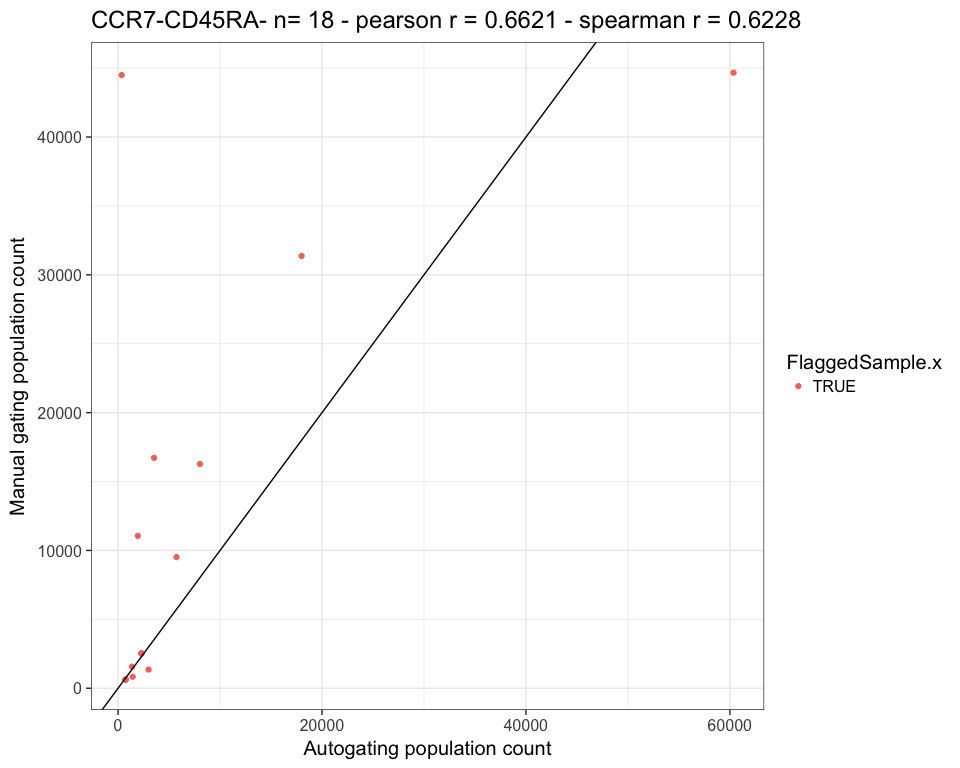 CCR7-CD45RA- n= 18 - pearson r = 0.6621 - spearman r = 0.6228
Manual gating population count
40000
30000
20000
10000
0
0 20000 40000 60000
Autogating population count
FlaggedSample.x
TRUE